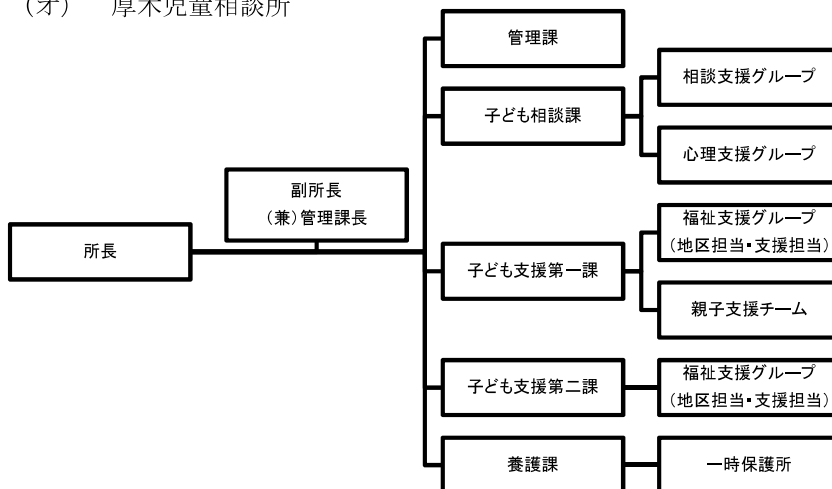 （オ） 厚木児童相談所
管理課
相談支援グループ
子ども相談課
心理支援グループ
副所長
（兼）管理課長
所長
福祉支援グループ
（地区担当・支援担当）
子ども支援第一課
親子支援チーム
子ども支援第二課
福祉支援グループ
（地区担当・支援担当）
養護課
一時保護所